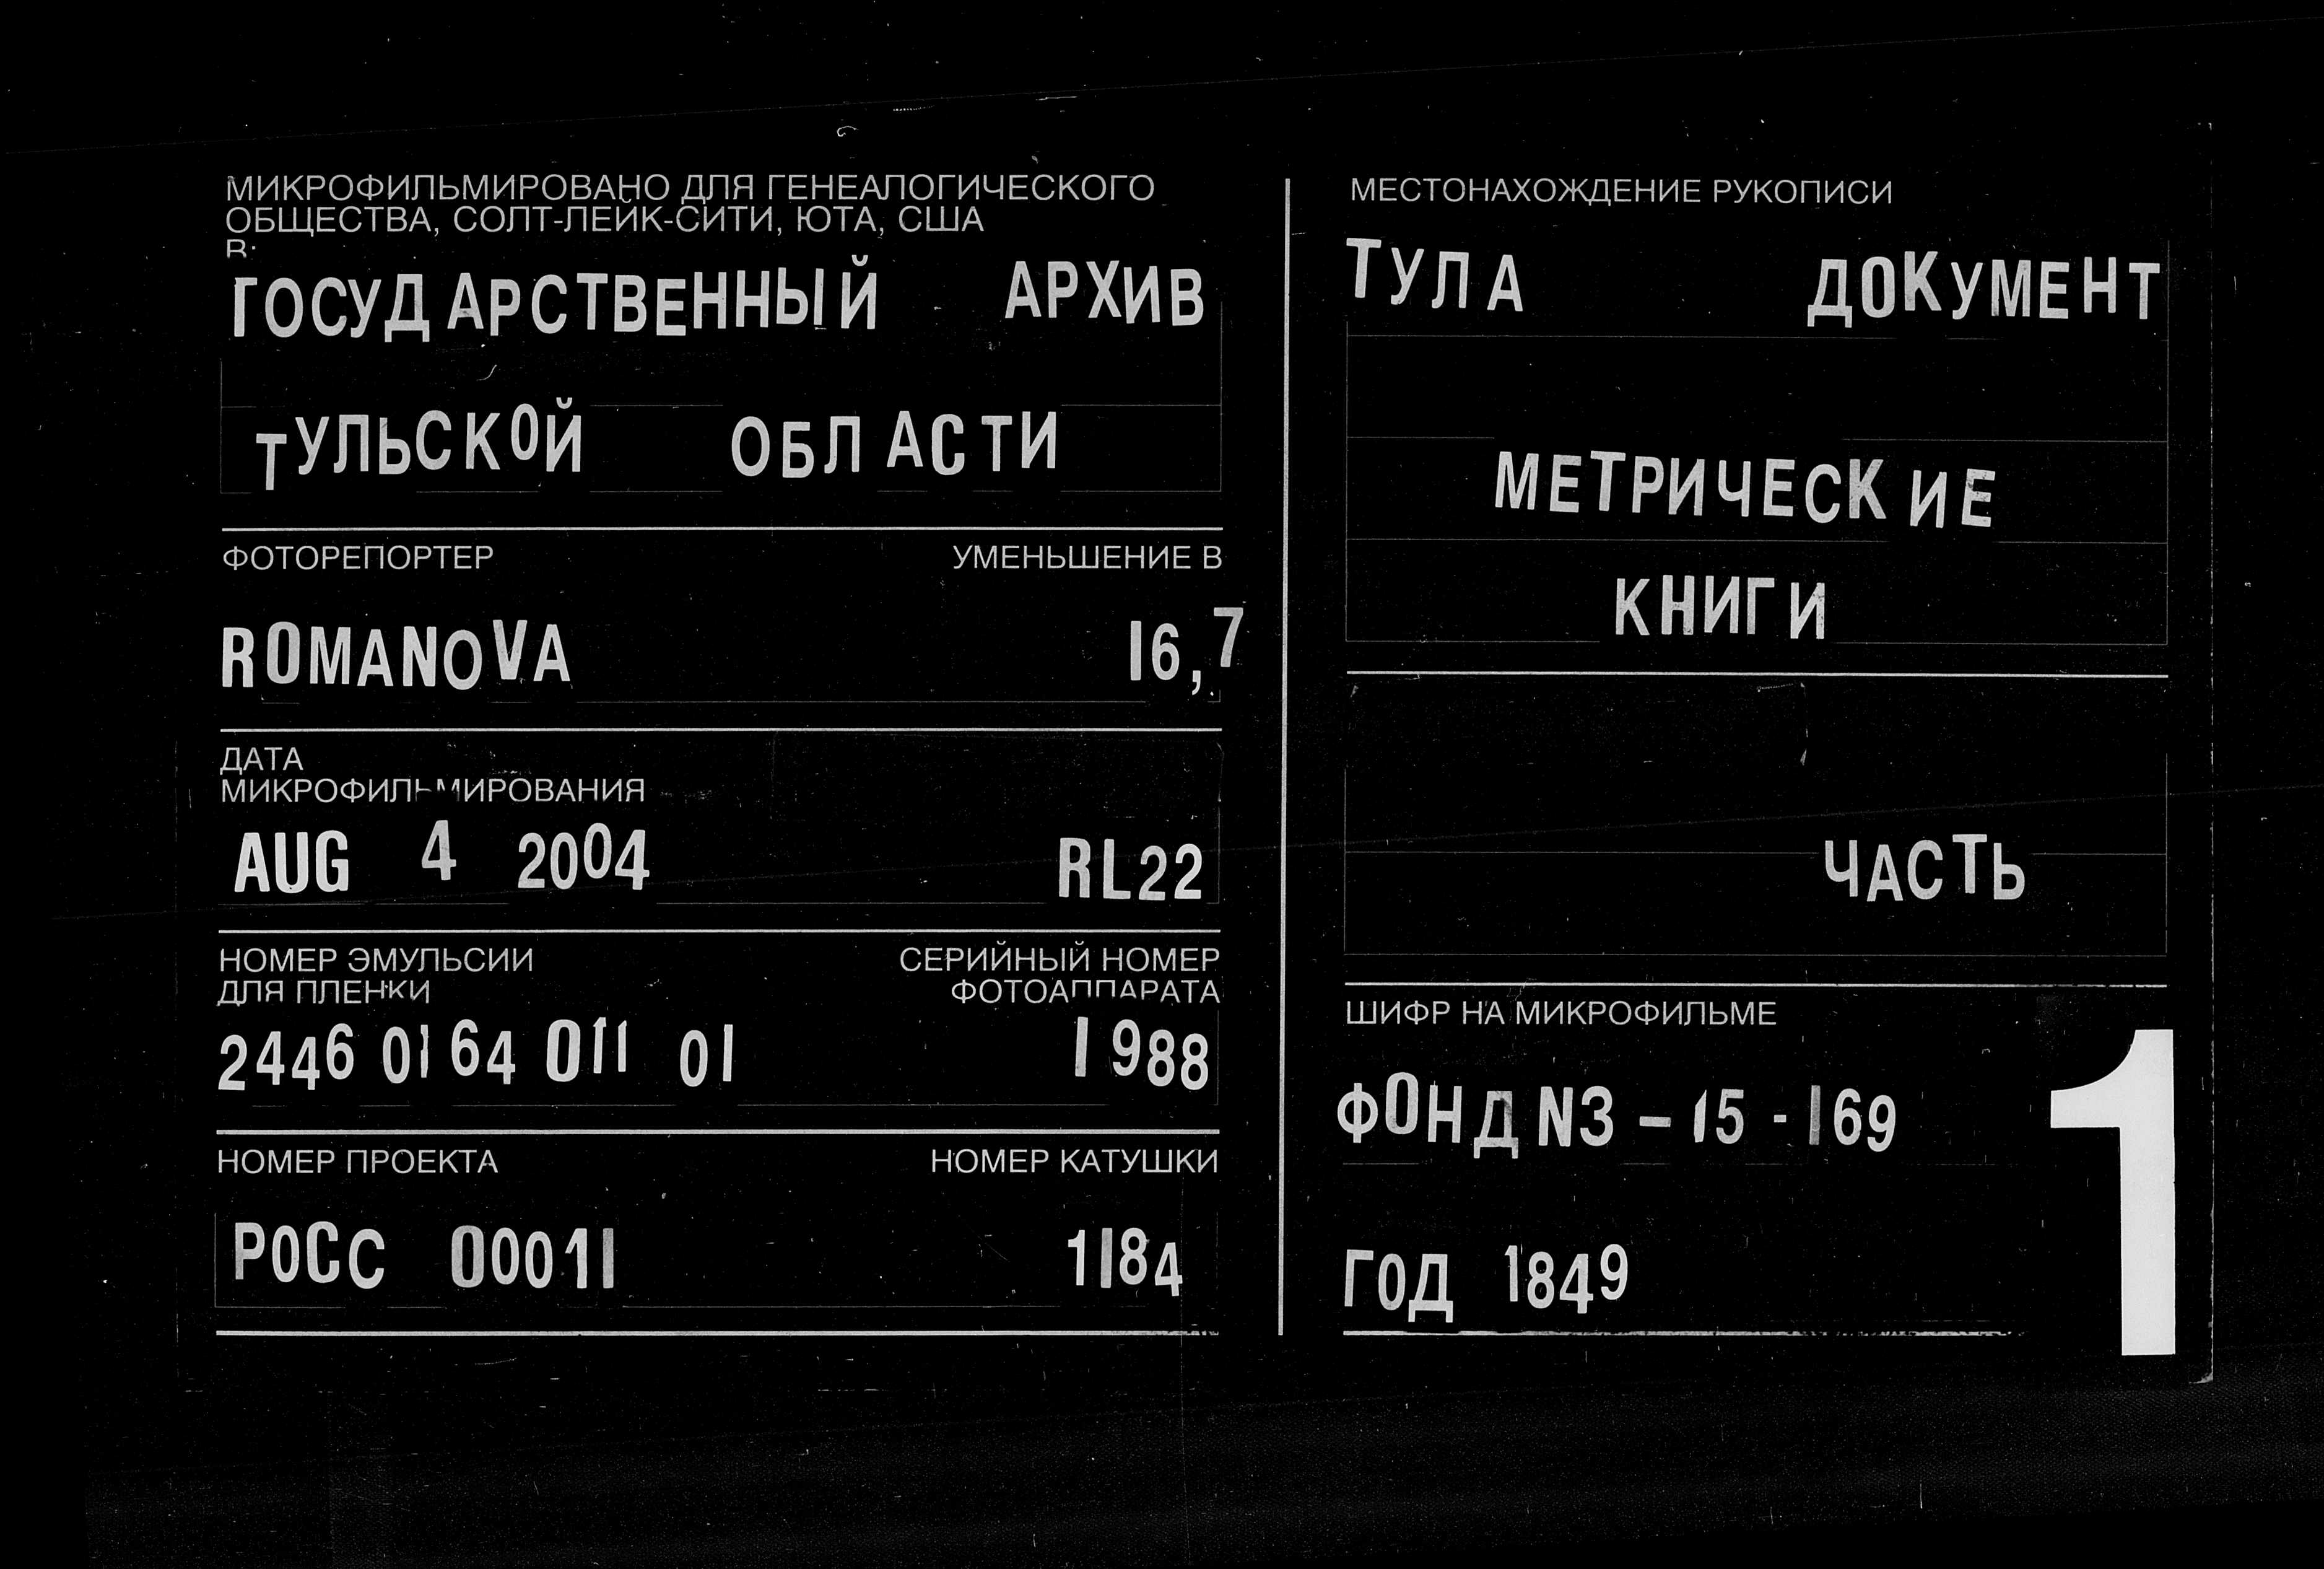 МИКРОФИЛЬМИРОВАНО ДЛЯ ГЕНЕАЛОГИЧЕСКОГО
ОБЩЕСТВА, СОЛТ-ЛЕЙК-СИТИ, ЮТА, США
В:
ГОСУДАРСТВЕННЫЙ АРХИВ
ТУЛЬСКОЙ ОБЛАСТИ
ФОТОРЕПОРТЕР УМЕНЬШЕНИЕ В
ROMANOVA 16,7
ДАТА
МИКРОФИЛЬМИРОВАНИЯ
AUG 4 2004 RL22
НОМЕР ЭМУЛЬСИИ СЕРИЙНЫЙ НОМЕР
ДЛЯ ПЛЕНКИ ФОТОАППАРАТА
2446 0164 011 01 1988
НОМЕР ПРОЕКТА НОМЕР КАТУШКИ
РОСС 00011 1184
МЕСТОНАХОЖДЕНИЕ РУКОПИСИ
ТУЛА ДОКУМЕНТ
МЕТРИЧЕСКИЕ
КНИГИ
ЧАСТЬ
ШИФР НА МИКРОФИЛЬМЕ
ФОНД N3 - 15 - 169
ГОД 1849
1